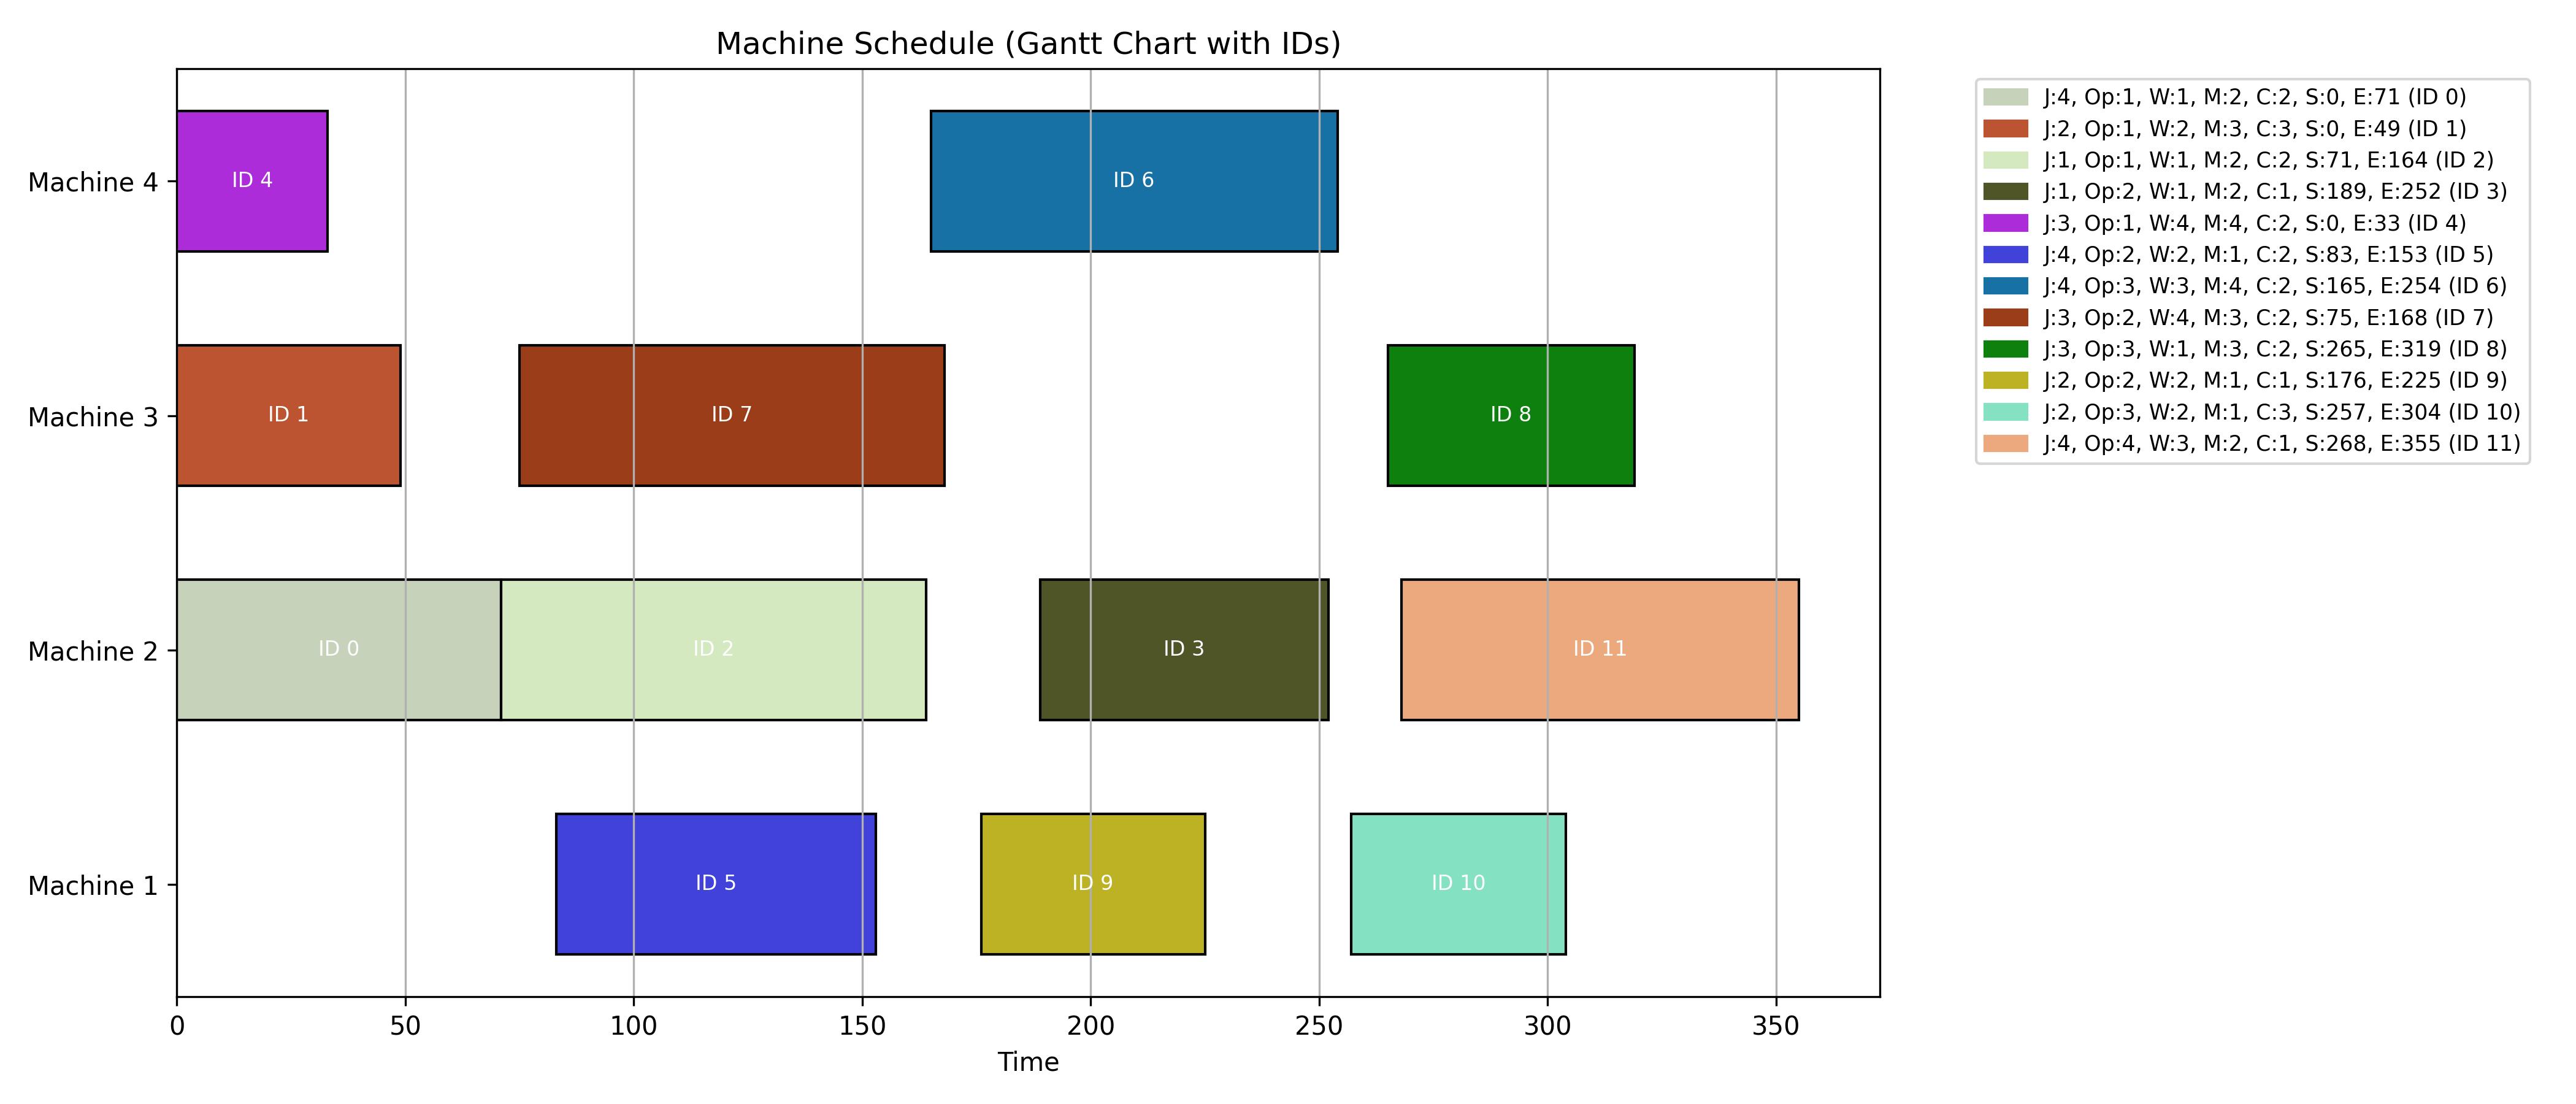 Machine Schedule (Gantt Chart with IDs)
Machine 4
ID 4
ID 6
Machine 3
ID 1
ID 7
ID 8
Machine 2
ID 0
ID 2
ID 3
ID 11
Machine 1
ID 5
ID 9
ID 10
0 50 100 150 200 250 300 350
Time
J:4, Op:1, W:1, M:2, C:2, S:0, E:71 (ID 0)
J:2, Op:1, W:2, M:3, C:3, S:0, E:49 (ID 1)
J:1, Op:1, W:1, M:2, C:2, S:71, E:164 (ID 2)
J:1, Op:2, W:1, M:2, C:1, S:189, E:252 (ID 3)
J:3, Op:1, W:4, M:4, C:2, S:0, E:33 (ID 4)
J:4, Op:2, W:2, M:1, C:2, S:83, E:153 (ID 5)
J:4, Op:3, W:3, M:4, C:2, S:165, E:254 (ID 6)
J:3, Op:2, W:4, M:3, C:2, S:75, E:168 (ID 7)
J:3, Op:3, W:1, M:3, C:2, S:265, E:319 (ID 8)
J:2, Op:2, W:2, M:1, C:1, S:176, E:225 (ID 9)
J:2, Op:3, W:2, M:1, C:3, S:257, E:304 (ID 10)
J:4, Op:4, W:3, M:2, C:1, S:268, E:355 (ID 11)